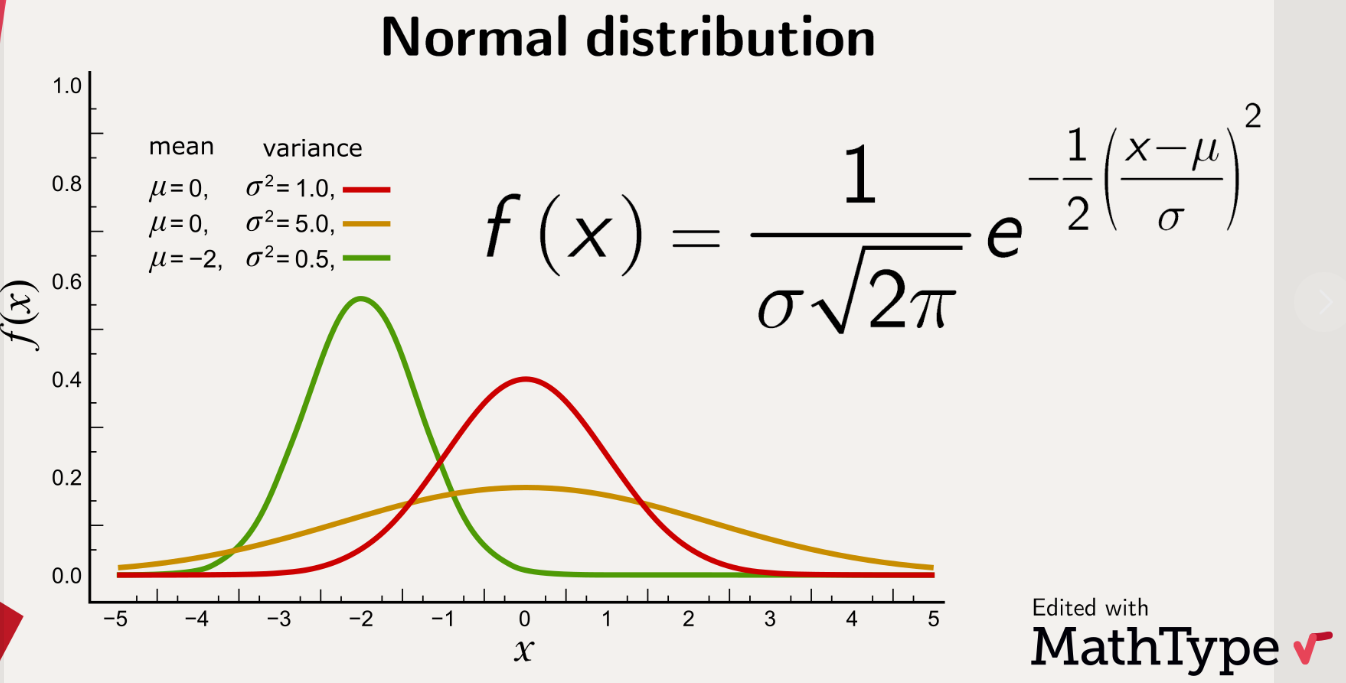 Normal distribution
1.0
0.8
0.6
0.4
0.2
0.0
f(x)
mean variance
μ=0, σ²=1.0,
μ=0, σ²=5.0,
μ=−2, σ²=0.5,
f(x) = 1/(σ√(2π)) e^(−1/2((x−μ)/σ)²)
−5 −4 −3 −2 −1 0 1 2 3 4 5
x
Edited with
MathType